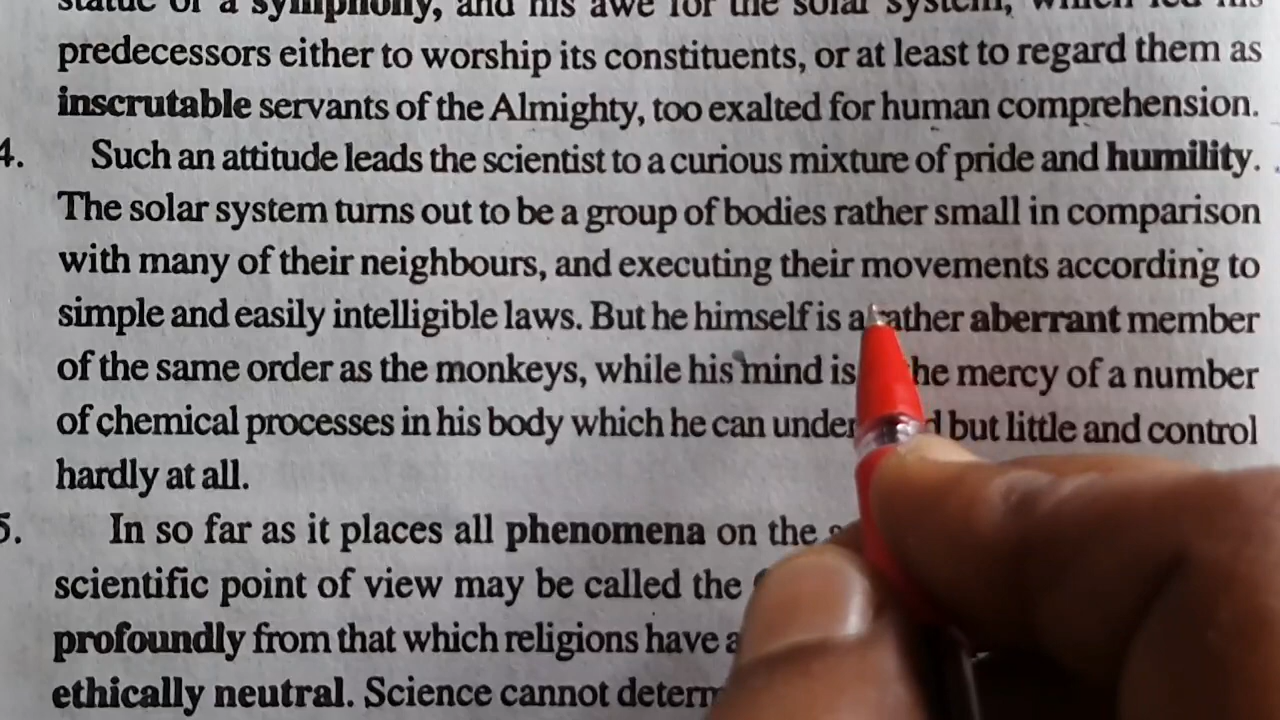 statue of a symphony, and his awe for the solar system, which led his
predecessors either to worship its constituents, or at least to regard them as
inscrutable servants of the Almighty, too exalted for human comprehension.
4. Such an attitude leads the scientist to a curious mixture of pride and humility.
The solar system turns out to be a group of bodies rather small in comparison
with many of their neighbours, and executing their movements according to
simple and easily intelligible laws. But he himself is a rather aberrant member
of the same order as the monkeys, while his mind is the mercy of a number
of chemical processes in his body which he can but little and control
hardly at all.
5. In so far as it places all phenomena on the
scientific point of view may be called the
profoundly from that which religions have
ethically neutral. Science cannot